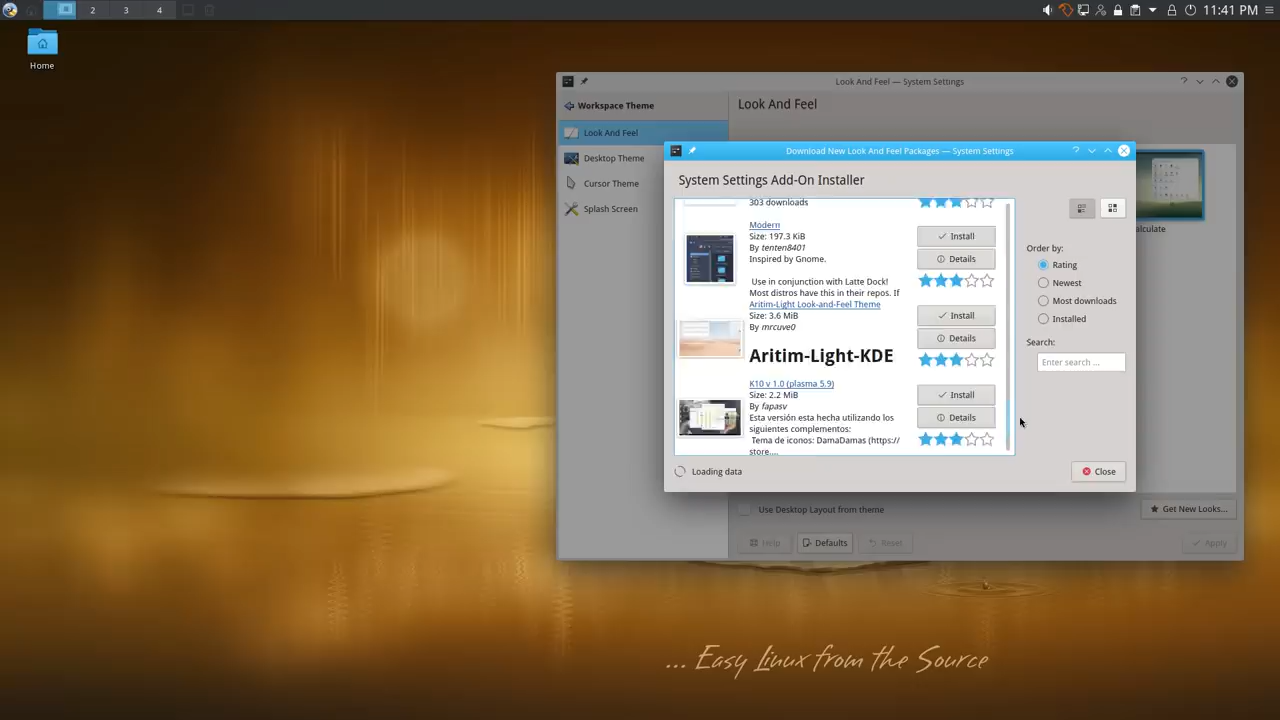 2
3
4
11:41 PM
Home
Look And Feel — System Settings
Workspace Theme
Look And Feel
Look And Feel
Desktop Theme
Cursor Theme
Splash Screen
Download New Look And Feel Packages — System Settings
System Settings Add-On Installer
303 downloads
Modern
Size: 197.3 KiB
By tenten8401
Inspired by Gnome.
Use in conjunction with Latte Dock!
Most distros have this in their repos. If
Install
Details
Aritim-Light Look-and-Feel Theme
Size: 3.6 MiB
By mrcuve0
Aritim-Light-KDE
Install
Details
K10 v 1.0 (plasma 5.9)
Size: 2.2 MiB
By fapasv
Esta versión esta hecha utilizando los
siguientes complementos:
Tema de iconos: DamaDamas (https://
store....
Install
Details
Order by:
Rating
Newest
Most downloads
Installed
Search:
Enter search ...
Loading data
Close
alculate
Use Desktop Layout from theme
Get New Looks...
Help
Defaults
Reset
Apply
... Easy Linux from the Source